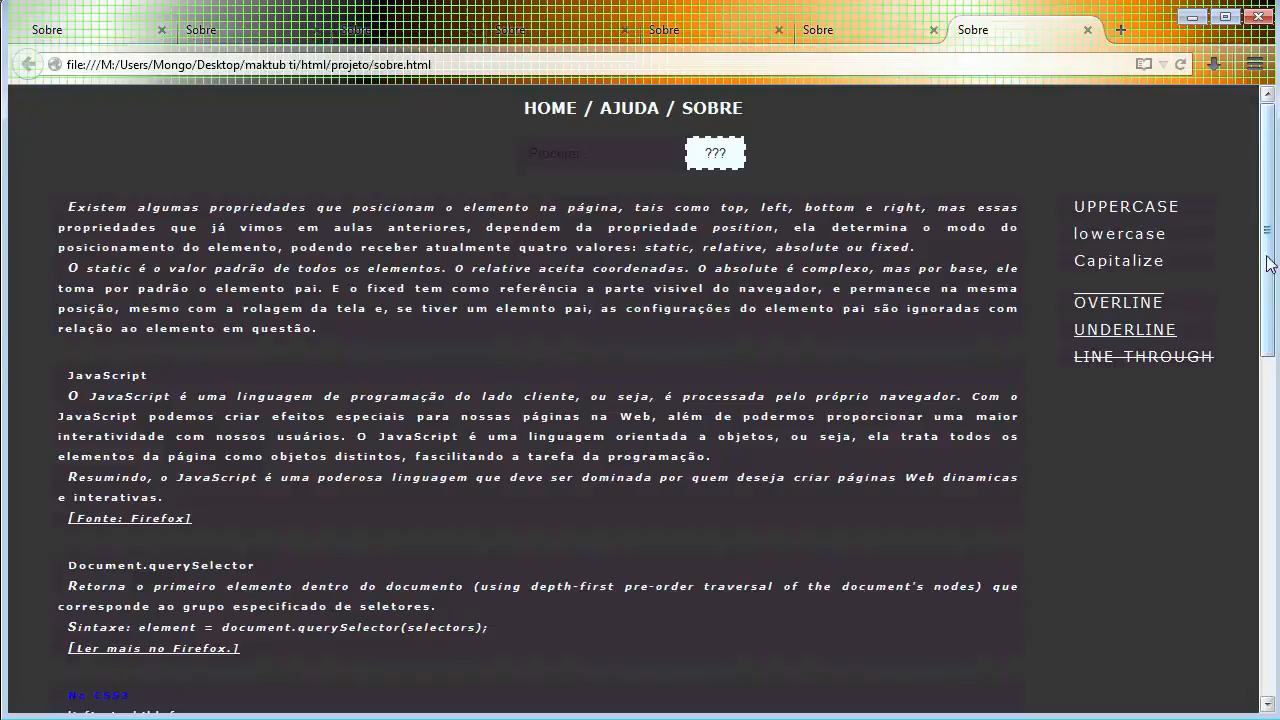 Sobre
Sobre
Sobre
Sobre
Sobre
Sobre
Sobre
file:///M:/Users/Mongo/Desktop/maktub ti/html/projeto/sobre.html
HOME / AJUDA / SOBRE
???
Existem algumas propriedades que posicionam o elemento na página, tais como top, left, bottom e right, mas essas
propriedades que já vimos em aulas anteriores, dependem da propriedade position, ela determina o modo do
posicionamento do elemento, podendo receber atualmente quatro valores: static, relative, absolute ou fixed.
O static é o valor padrão de todos os elementos. O relative aceita coordenadas. O absolute é complexo, mas por base, ele
toma por padrão o elemento pai. E o fixed tem como referência a parte visivel do navegador, e permanece na mesma
posição, mesmo com a rolagem da tela e, se tiver um elemnto pai, as configurações do elemento pai são ignoradas com
relação ao elemento em questão.
JavaScript
O JavaScript é uma linguagem de programação do lado cliente, ou seja, é processada pelo próprio navegador. Com o
JavaScript podemos criar efeitos especiais para nossas páginas na Web, além de podermos proporcionar uma maior
interatividade com nossos usuários. O JavaScript é uma linguagem orientada a objetos, ou seja, ela trata todos os
elementos da página como objetos distintos, fascilitando a tarefa da programação.
Resumindo, o JavaScript é uma poderosa linguagem que deve ser dominada por quem deseja criar páginas Web dinamicas
e interativas.
[Fonte: Firefox]
Document.querySelector
Retorna o primeiro elemento dentro do documento (using depth-first pre-order traversal of the document's nodes) que
corresponde ao grupo especificado de seletores.
Sintaxe: element = document.querySelector(selectors);
[Ler mais no Firefox.]
No CSS3
UPPERCASE
lowercase
Capitalize
OVERLINE
UNDERLINE
LINE-THROUGH